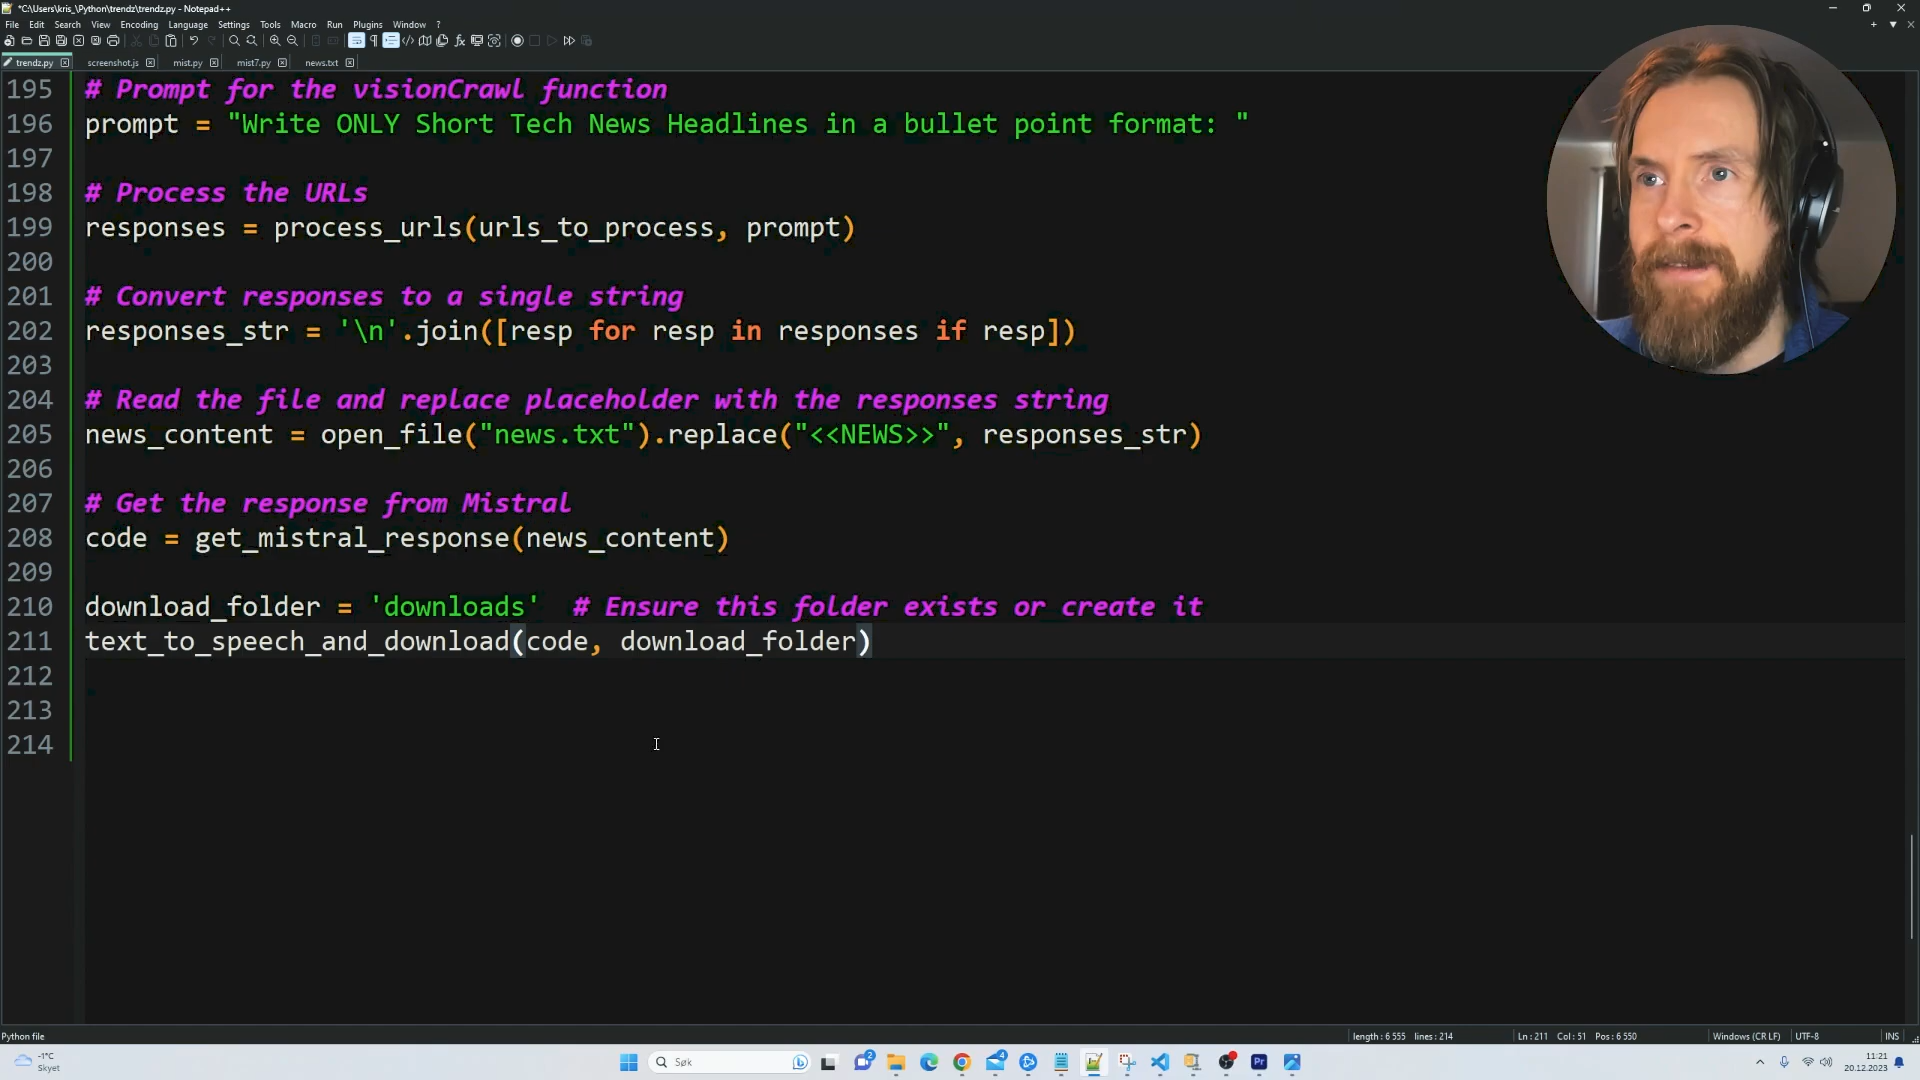 *C:\Users\kris_\Python\trendz\trendz.py - Notepad++
File Edit Search View Encoding Language Settings Tools Macro Run Plugins Window ?
trendz.py screenshot.js mist.py mist7.py news.txt
195 # Prompt for the visionCrawl function
196 prompt = "Write ONLY Short Tech News Headlines in a bullet point format: "
197
198 # Process the URLs
199 responses = process_urls(urls_to_process, prompt)
200
201 # Convert responses to a single string
202 responses_str = '\n'.join([resp for resp in responses if resp])
203
204 # Read the file and replace placeholder with the responses string
205 news_content = open_file("news.txt").replace("<<NEWS>>", responses_str)
206
207 # Get the response from Mistral
208 code = get_mistral_response(news_content)
209
210 download_folder = 'downloads'  # Ensure this folder exists or create it
211 text_to_speech_and_download(code, download_folder)
212
213
214
Python file length : 6 555 lines : 214 Ln : 211 Col : 51 Pos : 6 550 Windows (CR LF) UTF-8 INS
-1°C
Skyet
Søk
2
4
Pr
11:21
20.12.2023